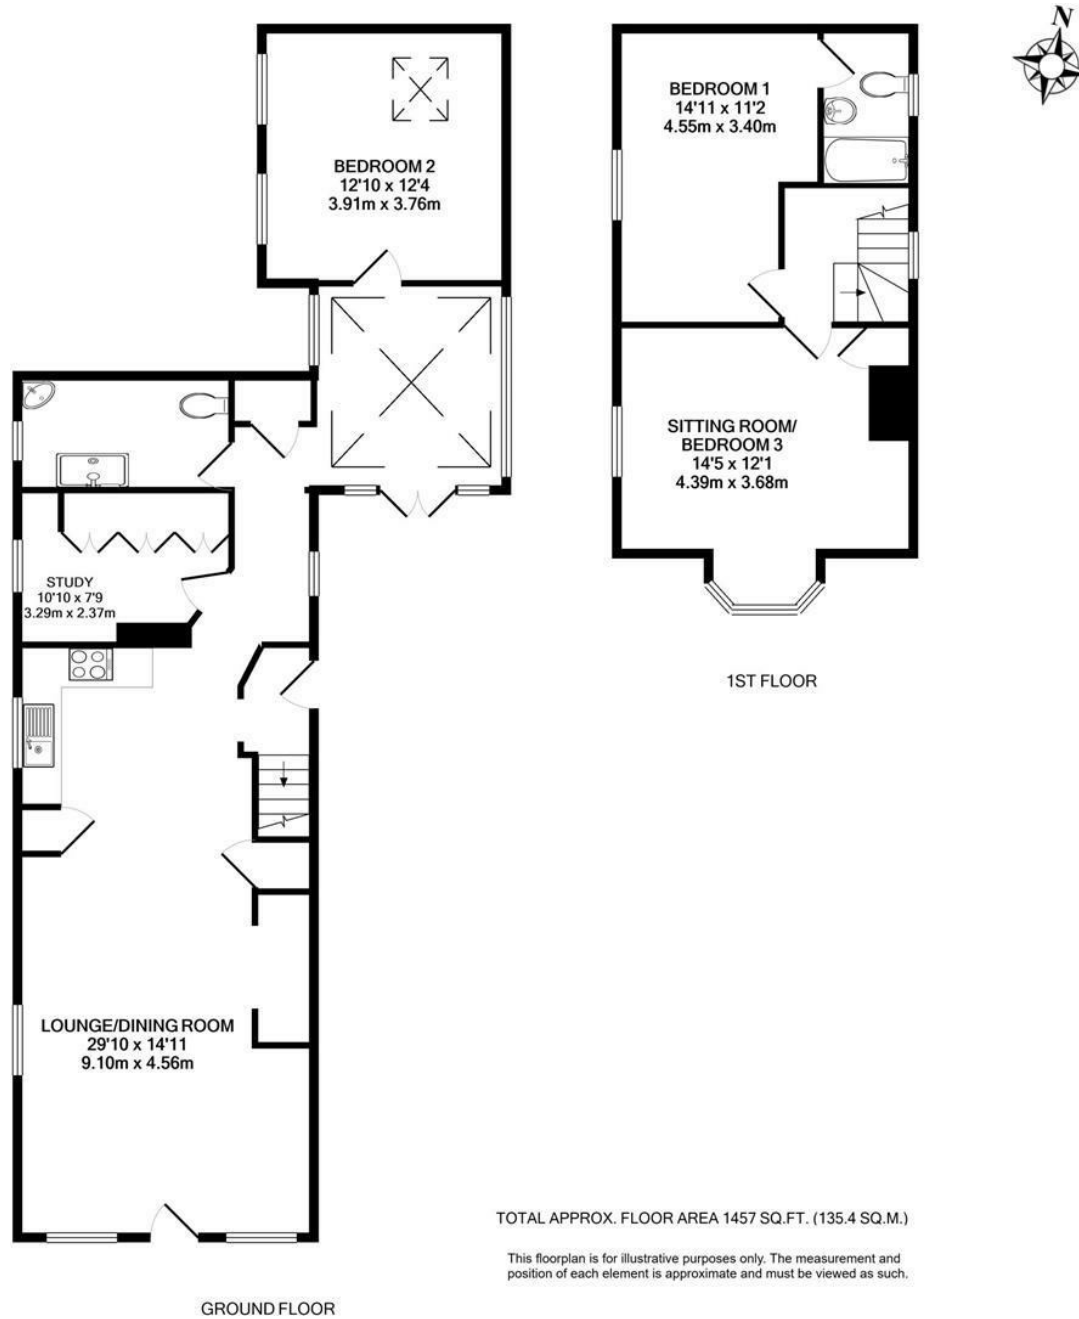 N
BEDROOM 1
14'11 x 11'2
4.55m x 3.40m
BEDROOM 2
12'10 x 12'4
3.91m x 3.76m
SITTING ROOM/
BEDROOM 3
14'5 x 12'1
4.39m x 3.68m
STUDY
10'10 x 7'9
3.29m x 2.37m
1ST FLOOR
LOUNGE/DINING ROOM
29'10 x 14'11
9.10m x 4.56m
TOTAL APPROX. FLOOR AREA 1457 SQ.FT. (135.4 SQ.M.)
This floorplan is for illustrative purposes only. The measurement and
position of each element is approximate and must be viewed as such.
GROUND FLOOR